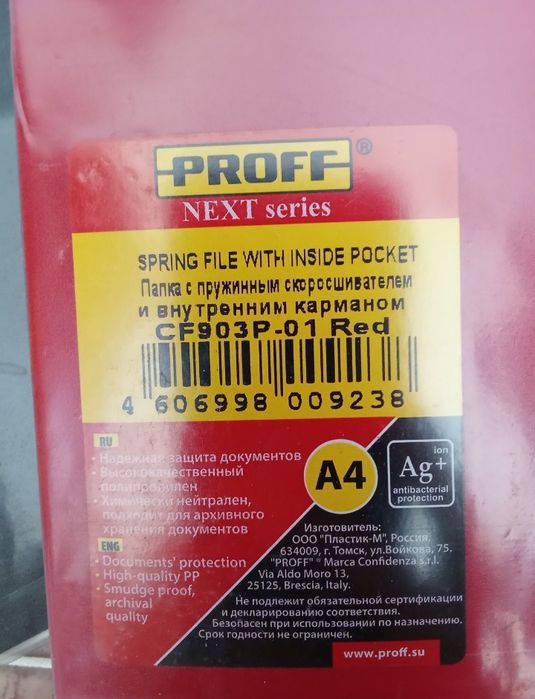 PROFF®
NEXT series
SPRING FILE WITH INSIDE POCKET
Папка с пружинным скоросшивателем
и внутренним карманом
CF903P-01 Red
4 606998 009238
RU
• Надежная защита документов
• Высококачественный
полипропилен
• Химически нейтрален,
подходит для архивного
хранения документов
ENG
• Documents' protection
• High-quality PP
• Smudge proof,
archival
quality
A4
ion
Ag+
antibacterial
protection
Изготовитель:
ООО "Пластик-М", Россия,
634009, г. Томск, ул.Войкова, 75.
"PROFF" ® Marca Confidenza s.r.l.
Via Aldo Moro 13,
25125, Brescia, Italy.
Не подлежит обязательной сертификации
и декларированию соответствия.
Безопасен при использовании по назначению.
Срок годности не ограничен.
www.proff.su